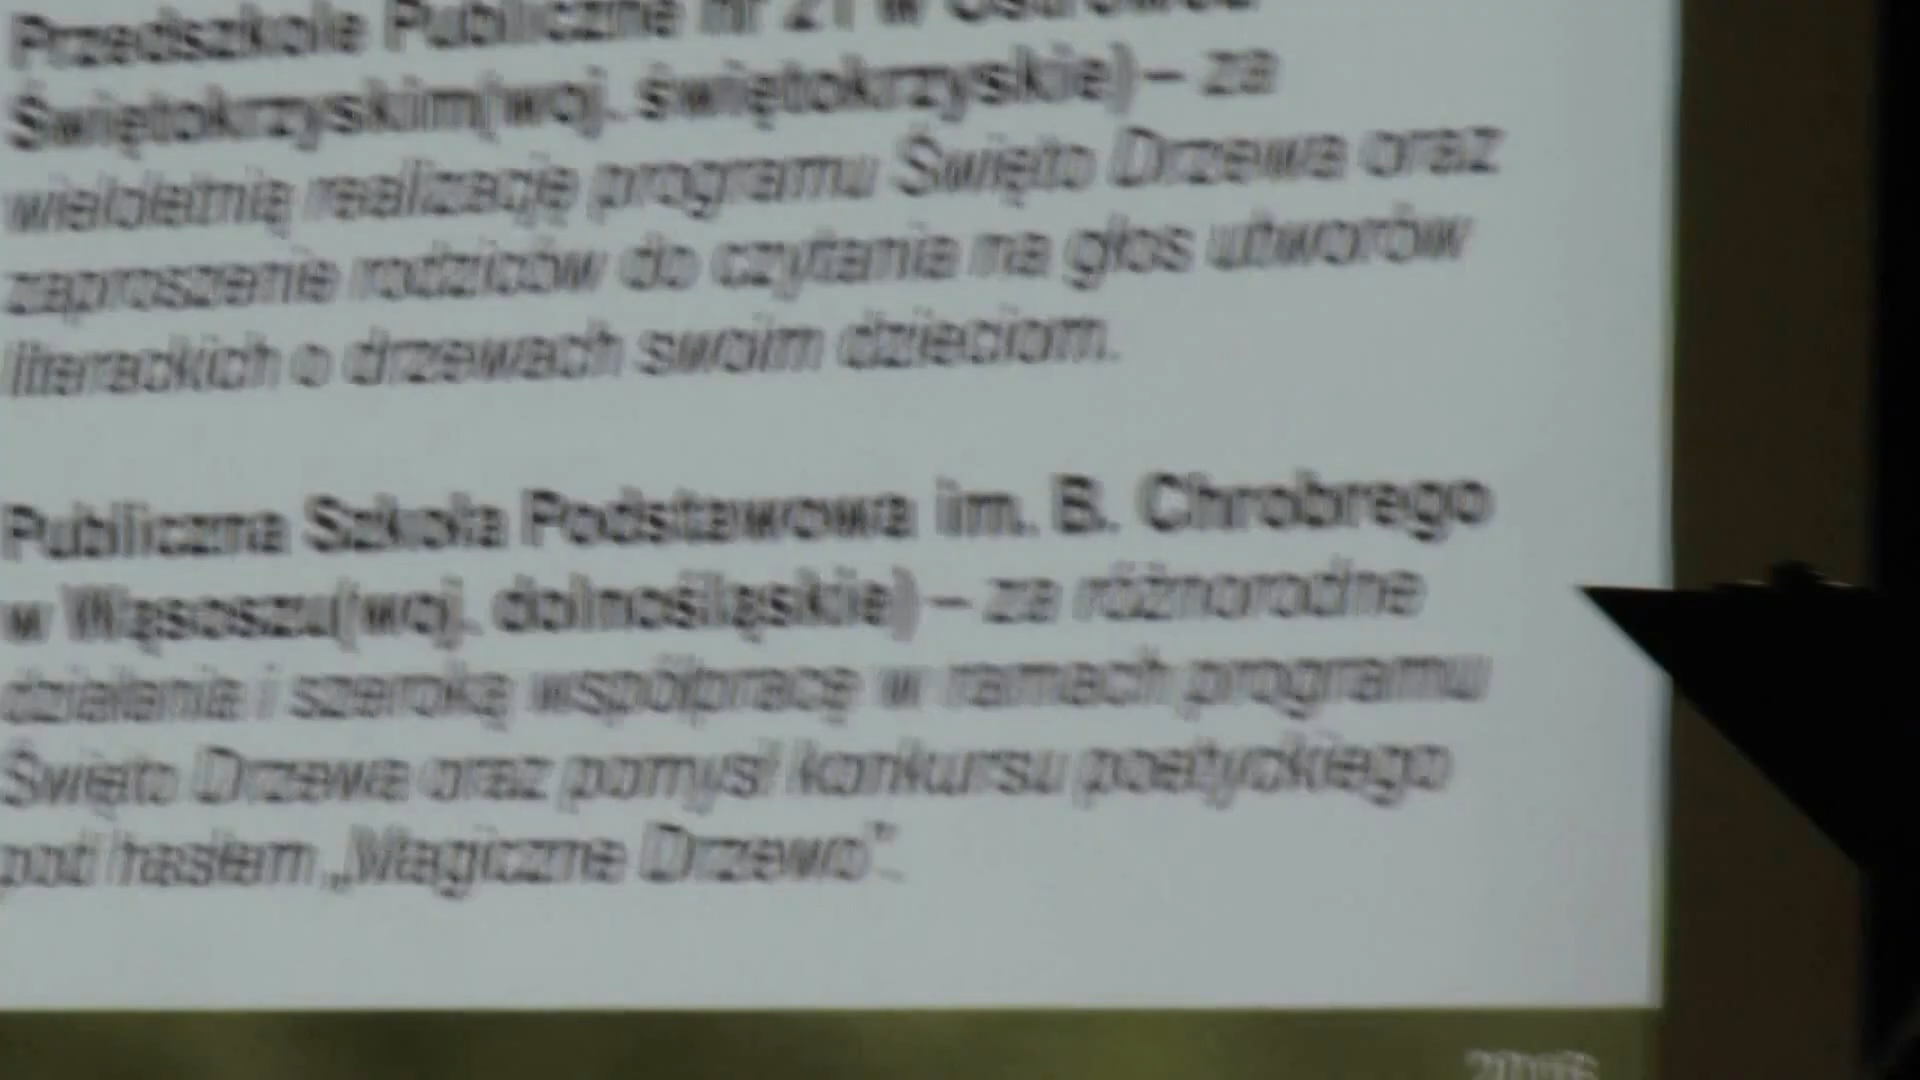 Przedszkole Publiczne nr 21 w Ostrowcu
Świętokrzyskim(woj. świętokrzyskie) – za
wieloletnią realizację programu Święto Drzewa oraz
zaproszenie rodziców do czytania na głos utworów
literackich o drzewach swoim dzieciom.
Publiczna Szkoła Podstawowa im. B. Chrobrego
w Wąsoszu(woj. dolnośląskie) – za różnorodne
działania i szeroką współpracę w ramach programu
Święto Drzewa oraz pomysł konkursu poetyckiego
pod hasłem „Magiczne Drzewo”.